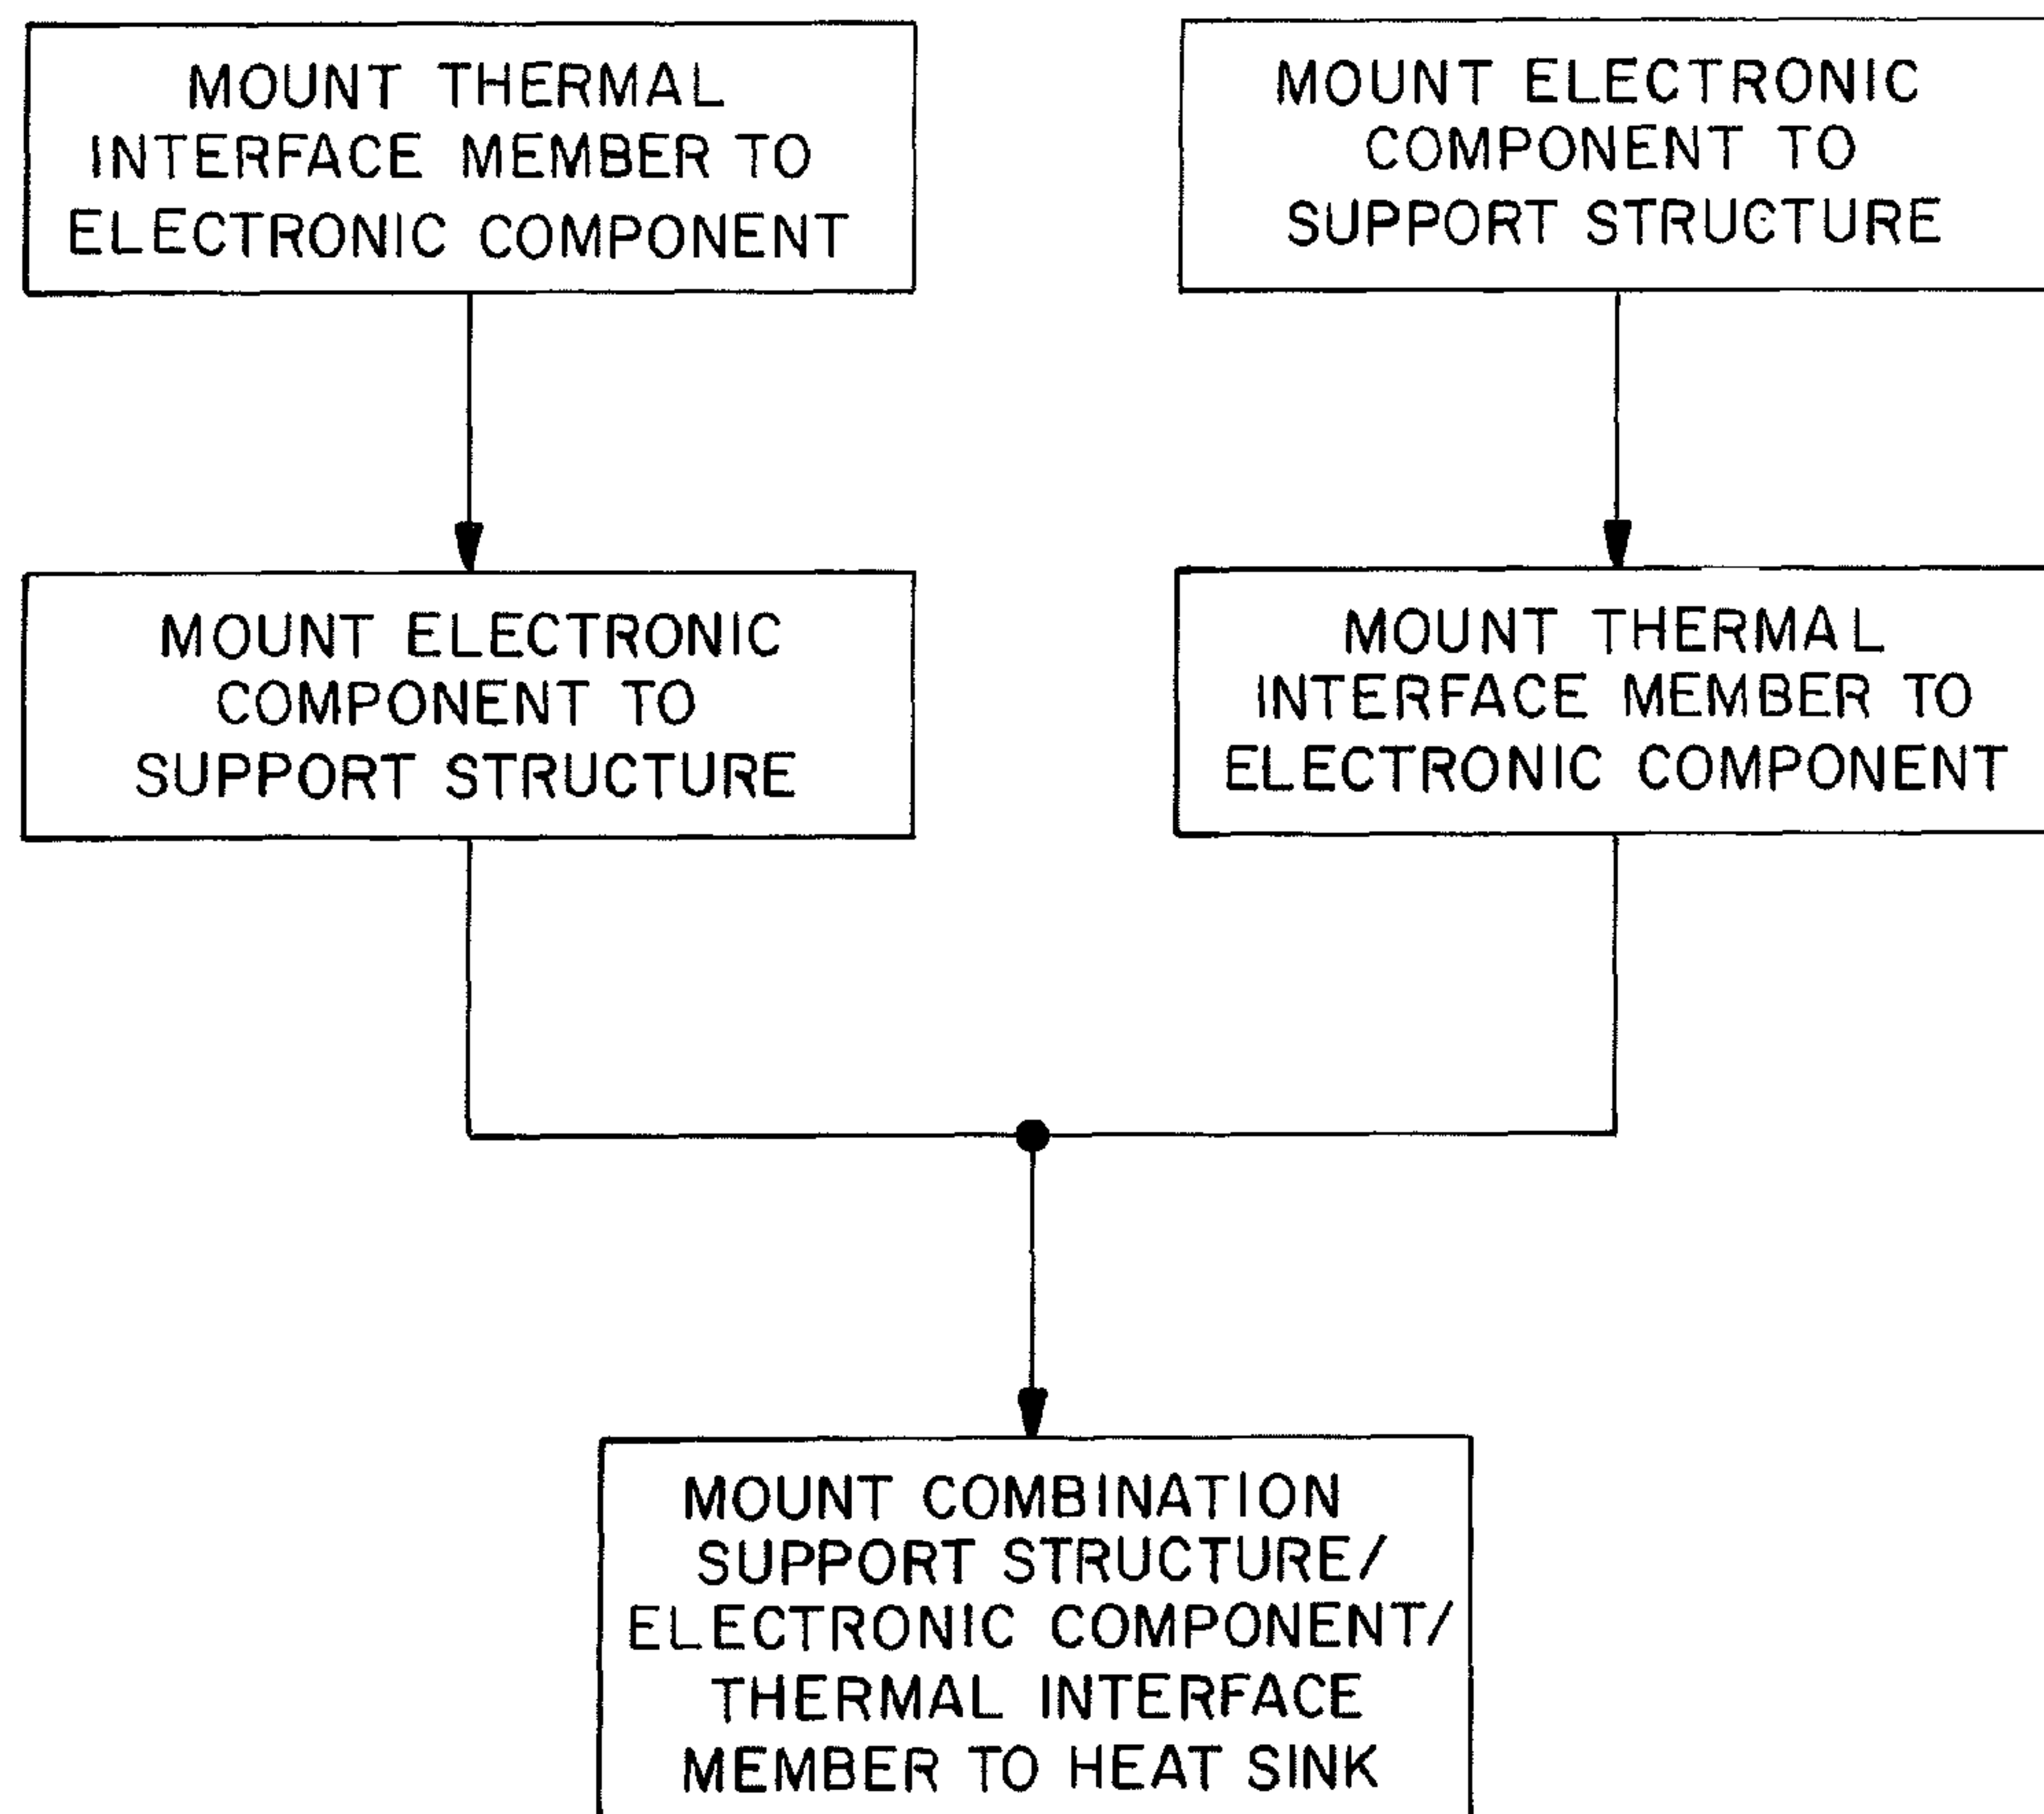 MOUNT THERMAL
INTERFACE MEMBER TO
ELECTRONIC COMPONENT
MOUNT ELECTRONIC
COMPONENT TO
SUPPORT STRUCTURE
MOUNT ELECTRONIC
COMPONENT TO
SUPPORT STRUCTURE
MOUNT THERMAL
INTERFACE MEMBER TO
ELECTRONIC COMPONENT
MOUNT COMBINATION
SUPPORT STRUCTURE/
ELECTRONIC COMPONENT/
THERMAL INTERFACE
MEMBER TO HEAT SINK